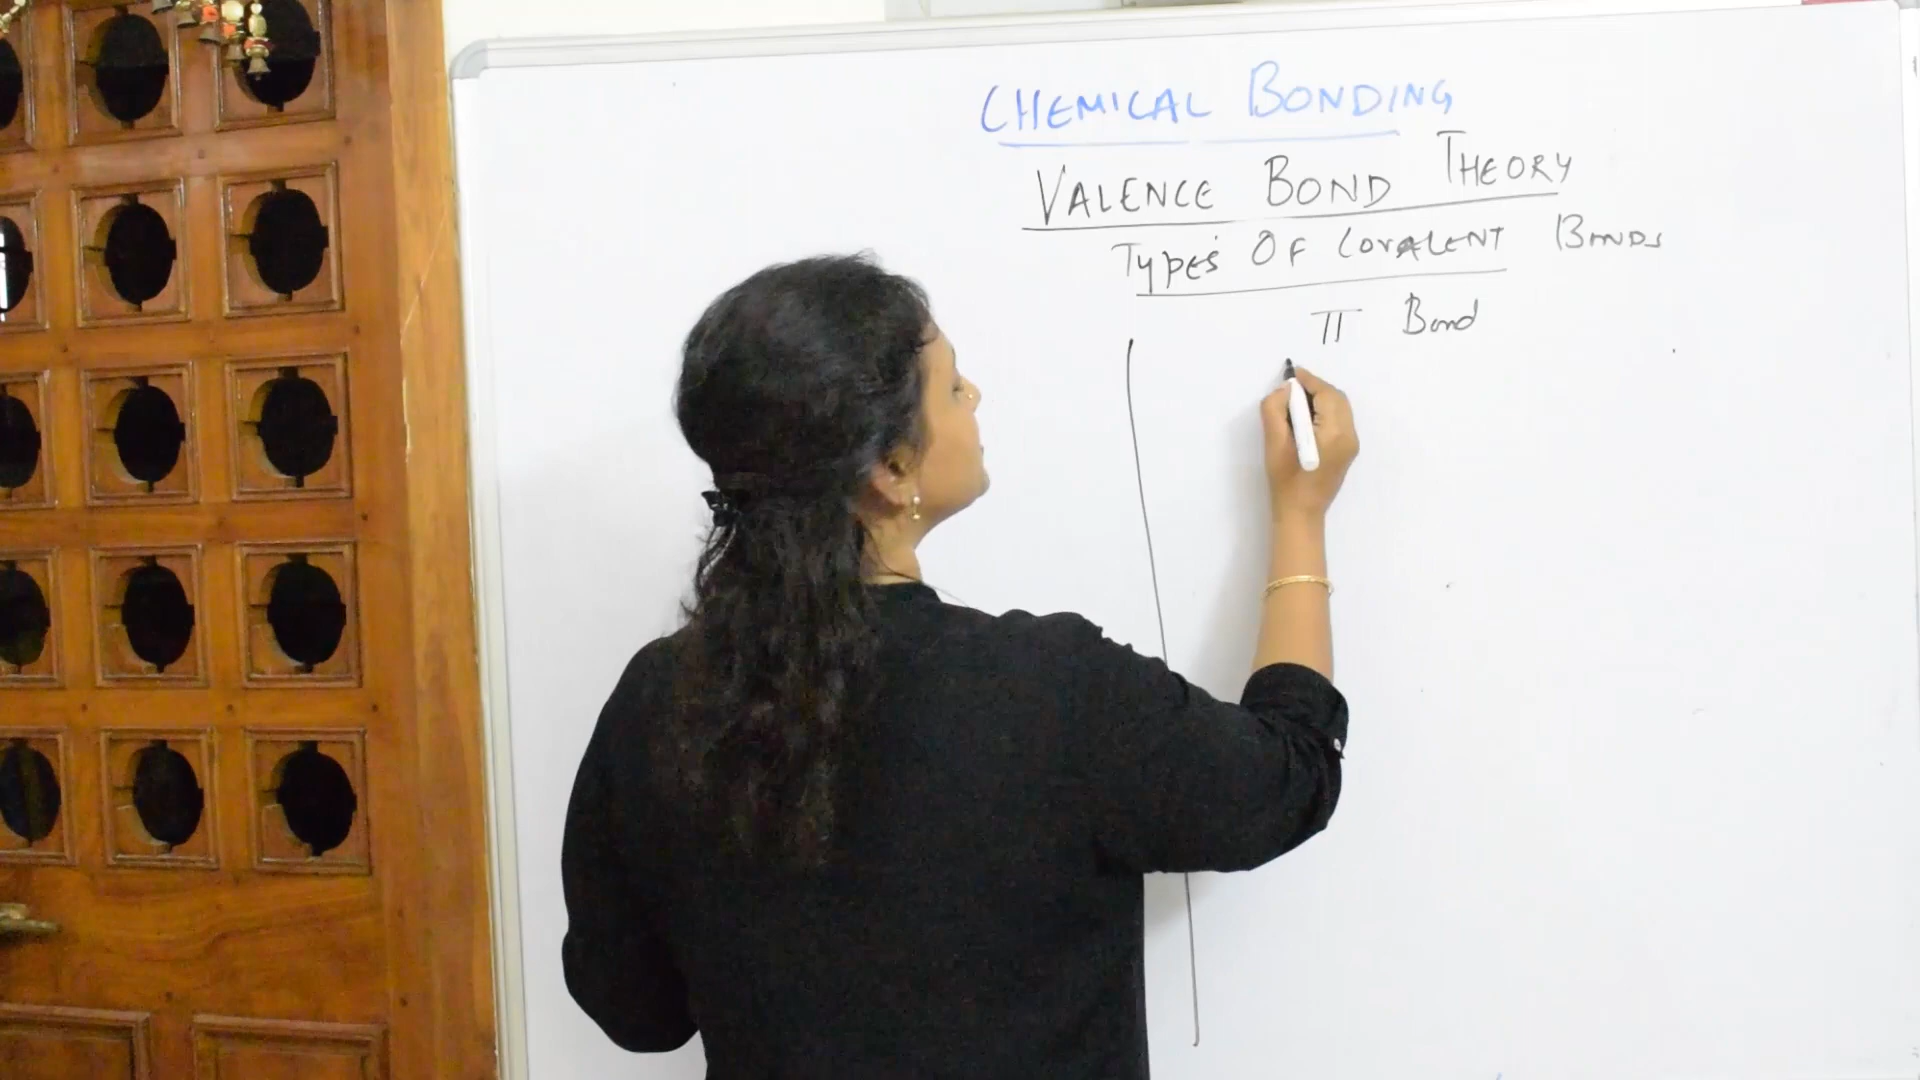 CHEMICAL BONDING
VALENCE BOND THEORY
Types OF COVALENT BONDS
π Bond